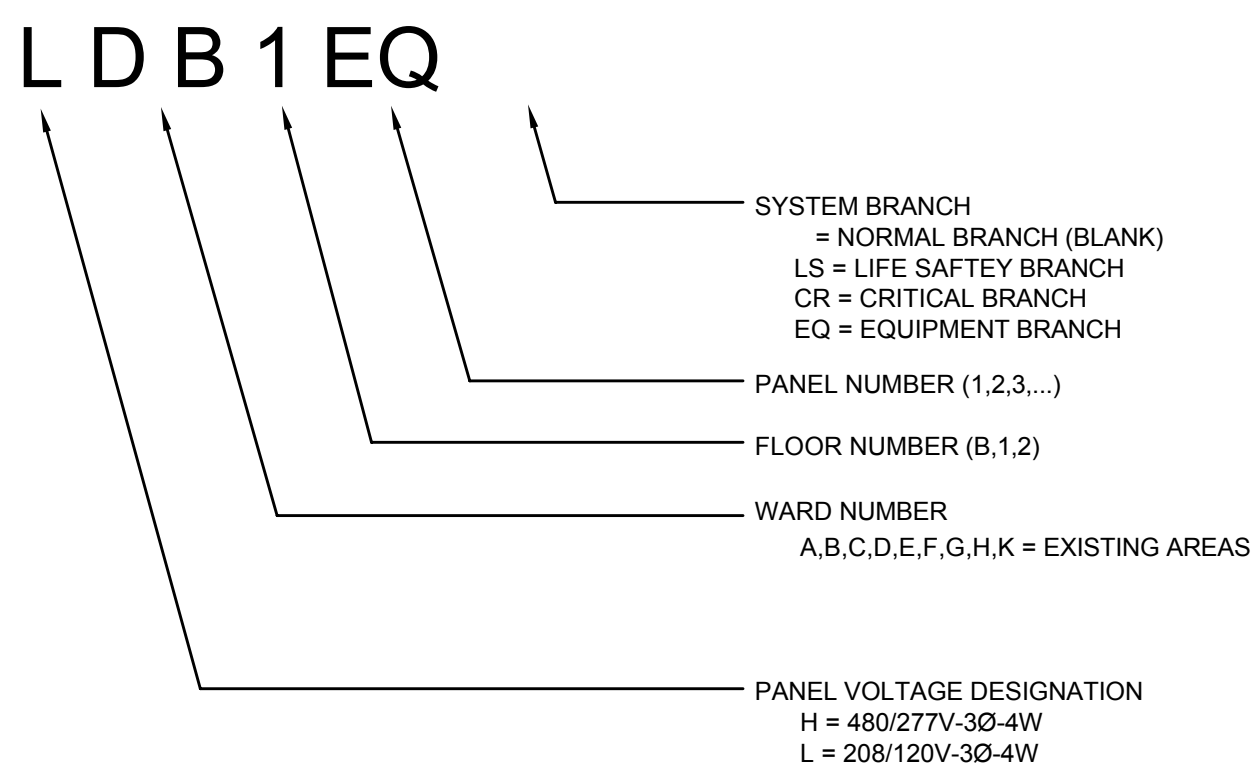 L D B 1 EQ
SYSTEM BRANCH
= NORMAL BRANCH (BLANK)
LS = LIFE SAFTEY BRANCH
CR = CRITICAL BRANCH
EQ = EQUIPMENT BRANCH
PANEL NUMBER (1,2,3,...)
FLOOR NUMBER (B,1,2)
WARD NUMBER
A,B,C,D,E,F,G,H,K = EXISTING AREAS
PANEL VOLTAGE DESIGNATION
H = 480/277V-3Ø-4W
L = 208/120V-3Ø-4W